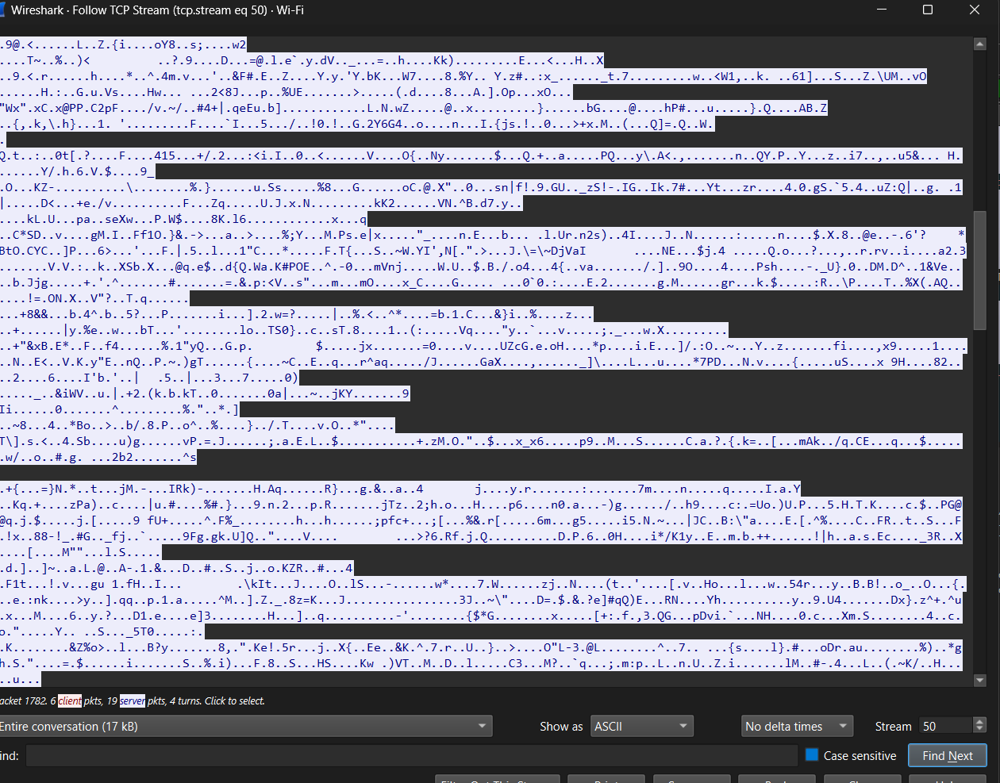 Wireshark · Follow TCP Stream (tcp.stream eq 50) · Wi-Fi
.9@.<......L..Z.{i....oY8..s;....w2
....T~..%..)<         ..?.9....D...=@.l.e`.y.dV.._...=..h....Kk).........E...<...H..X
..9.<.r......h....*..^.4m.v...'..&F#.E..Z....Y.y.'Y.bK...W7....8.%Y.. Y.z#..:x_......._t.7.........w..<W1,..k. ..61]...S...Z.\UM..vO
......H.:..G.u.Vs....Hw... ...2<8J...p..%UE.......>.....(.d....8...A.].Op...xO...
"Wx".xC.x@PP.C2pF..../v.~/..#4+|.qeEu.b]...........L.N.wZ.....@..x.........}......bG....@....hP#...u.....}.Q....AB.Z
..{,.k,\.h}...1. '.........F....`I...5.../..!0.!..G.2Y6G4..o....n...I.{js.!..0...>+x.M..(...Q]=.Q..W.
.
Q.t..:..0t[.?....F....415...+/.2...:<i.I..0..<......V....O{..Ny.......$...Q.+..a......PQ...y\.A<.,.......n..QY.P..Y...z..i7..,..u5&... H.
......Y/.h.6.V.$....9_
.O...KZ-..........\........%.}......u.Ss.....%8...G......oC.@.X"..0...sn|f!.9.GU.._zS!-.IG..Ik.7#...Yt...zr....4.0.gS.`5.4..uZ:Q|..g. .1
|.....D<...+e./v..........F...Zq.....U.J.x.N.........kK2......VN.^B.d7.y..
....kL.U...pa..seXw...P.W$....8K.l6............x...q
..C*SD..v....gM.I..Ff1O.}&.->...a..>....%;Y...M.Ps.e|x....."_....n.E...b... .l.Ur.n2s)..4I....J..N......:.....n....$.X.8..@e..-.6'?    *
BtO.CYC..]P...6>...'...F.|.5..l...1"C...*.....F.T{...S..~W.YI',N[.".>...J.\=\~DjVaI       ....NE...$j.4 .....Q.o...?...,..r.rv..i....a2.3
.......V.V.:..k..XSb.X...@q.e$..d{Q.Wa.K#POE..^.-0...mVnj.....W.U..$.B./.o4...4{..va......./.]..9O....4....Psh....-._U}.0..DM.D^..1&Ve..
..b.Jjg.....+.'.^.......#.......=.&.p:<V..s"...m...mO....x_C....G......0`0.:....E.2.......g.M......gr...k.$.....:R..\P....T..%X(.AQ..
....!=.ON.X..V"?..T.q......
...+8&&...b.4^.b..5?...P.......i...].2.w=?.....|..%.<..^*....=b.1.C...&}i..%....z...
..+......|y.%e..w...bT...'........lo..TS0}..c..sT.8....1..(:.....Vq...."y..`...v.....;._....w.X.........
..+"&xB.E*..F..f4......%.1"yQ...G.p.         $.....jx.......=0....v....UZcG.e.oH....*p....i.E...]/.:O..~...Y..z.......fi....,x9.....1....
..N..E<..V.K.y"E..nQ..P.~.)gT......{....~C..E..q...r^aq...../J......GaX....,......_]\....L...u....*7PD...N.v....{.....uS....x 9H....82..
..2....6....I'b.'..|   .5..|...3...7.....0)
....._..&iWV..u.|.+2.(k.b.kT..0.......0a|...~..jKY.......9
Ii......0.......^.........%."..*.]
..~8...4..*Bo..>..b/.8.P..o^..%....}../.T....v.O..*"....
T\].s.<..4.Sb....u)g......vP.=.J......;.a.E.L..$...........+.zM.O."..$...x_x6.....p9..M...S......C.a.?.{.k=..[...mAk../q.CE...q...$.....
.w/..o..#.g. ...2b2.......^s
.+{...=}N.*..t...jM.-...IRk)-.......H.Aq......R}...g.&..a..4       j....y.r.......:.......7m....n.....q.....I.a.Y
..Kq.+....zPa)..c....|u.#....%#.}...9.n.2...p.R.......jTz..2;h.o...H....p6....n0.a...-)g....../..h9....c:.=Uo.)U.P...5.H.T.K....c.$..PG@
@q.j.$.....j.[.....9 fU+.....^.F%_.......h...h......;pfc+...;[...%&.r[.....6m...g5.....i5.N.~...|JC..B:\"a....E.[.^%....C..FR..t..S...F
.!x..88-!_.#G.._fj..`.....9Fg.gk.U]Q.."....V....           ...>?6.Rf.j.Q..........D.P.6..0H....i*/K1y..E..m.b.++......!|h..a.s.Ec...._3R..X
....[....M""...l.S.....
.d.]..]~..a.L.@..A-.1.&...D..#..S..j..o.KZR..#...4
.F1t...!.v...gu 1.fH..I...        .\kIt...J....O..lS...-......w*....7.W......zj..N....(t..'....[.v..Ho...l...w..54r...y..B.B!..o_..O...{.
..e.:nk....>y..].qq..p.1.a.....^M..].Z._.8z=K...J................3J..~\"....D=.$.&.?e]#qQ)E...RN....Yh..........y..9.U4.......Dx}.z^+.^u
.x...M....6..y.?...D1.e....e]3........H...]..q..........-'........{$*G........x.....[+:.f.,3.QG...pDvi.`...NH....0.c...Xm.S........4..c.
o.".....Y.. ..S..._5T0.....:.
.K........&Z%o>..l...B?y.......8,.".Ke!.5r...j..X{..Ee..&K.^.7.r..U..}..>....O"L-3.@L........^..7.. ...{s....l}.#...oDr.au........%)..*g
h.S."....=.$......i......S..%.i)...F.8..S...HS....Kw .)VT..M..D..l....C3...M?..`q...;.m:p..L..n.U..Z.i.......lM..#-.4...L..(.~K/..H...
..u...
acket 1782. 6 client pkts, 19 server pkts, 4 turns. Click to select.
Entire conversation (17 kB)
Show as
ASCII
No delta times
Stream
50
ind:
Case sensitive
Find Next